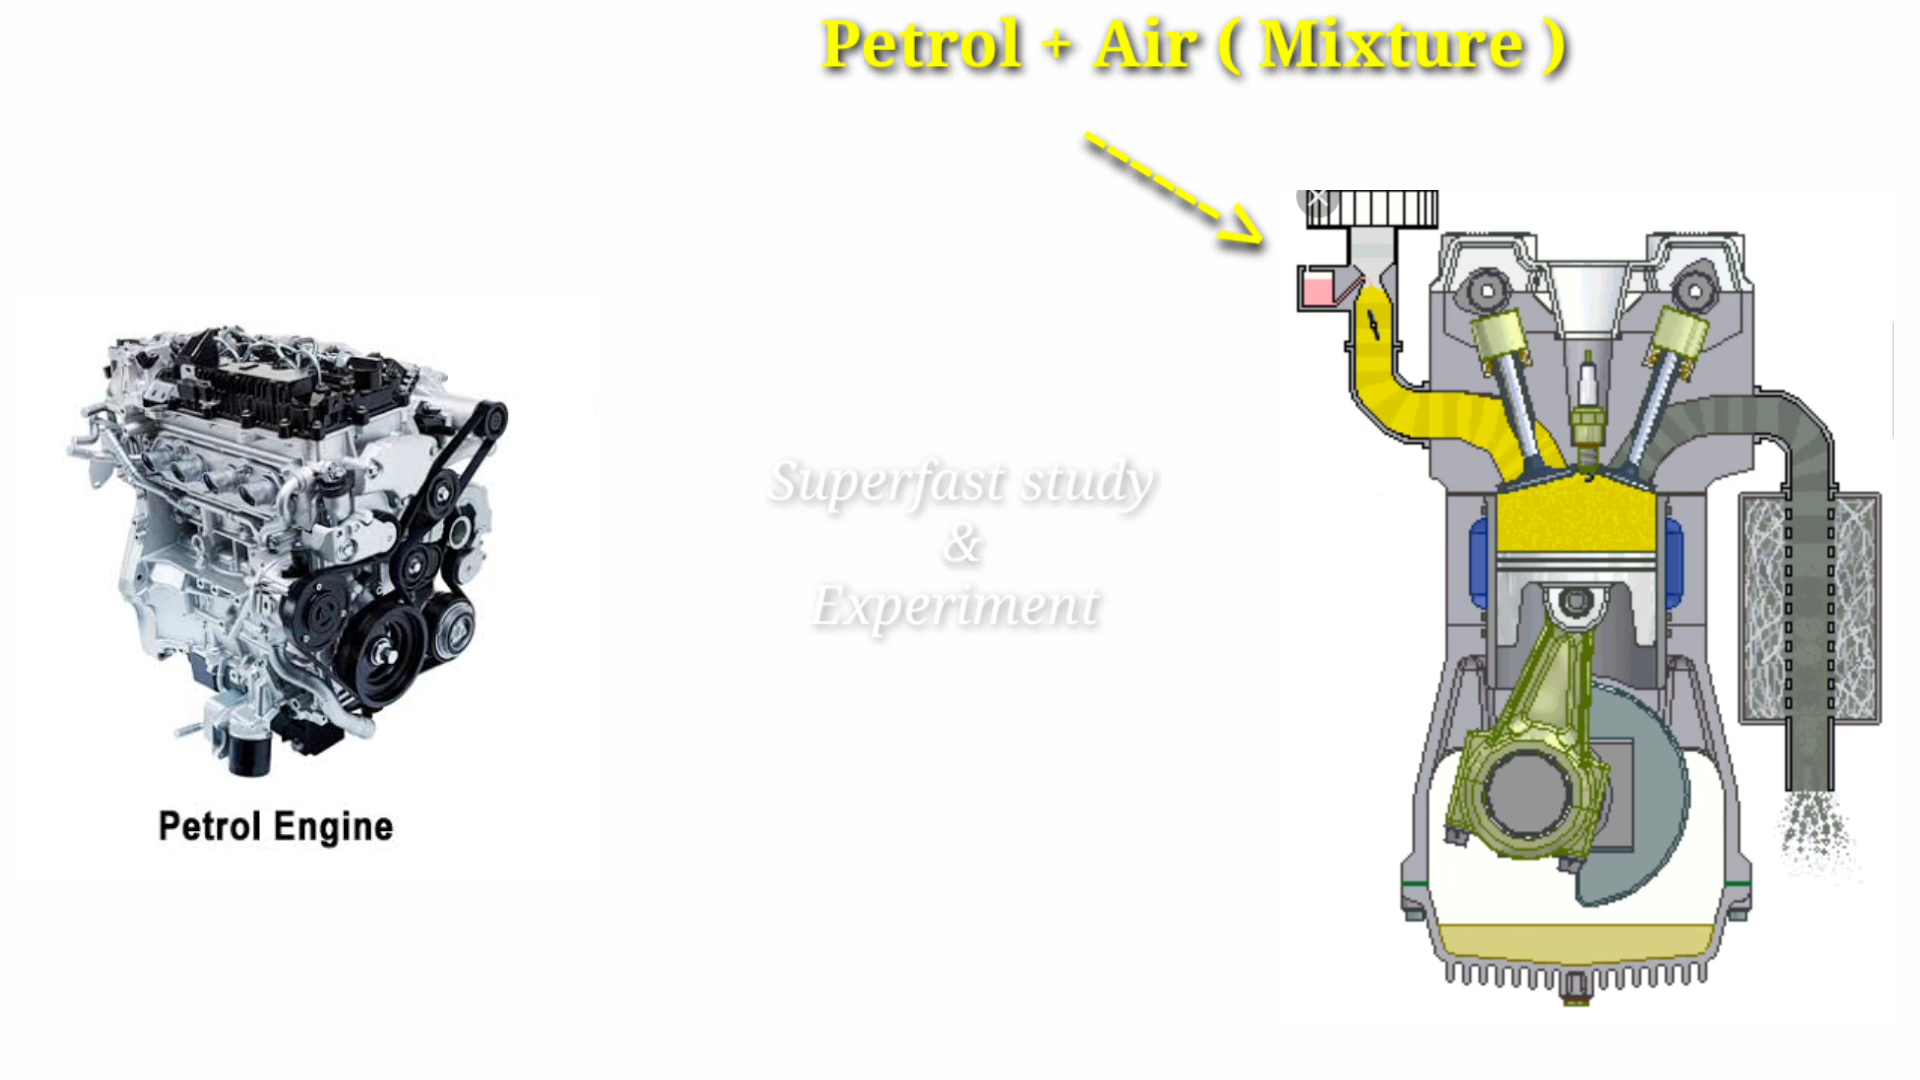 Petrol + Air ( Mixture )
Superfast study
&
Experiment
Petrol Engine